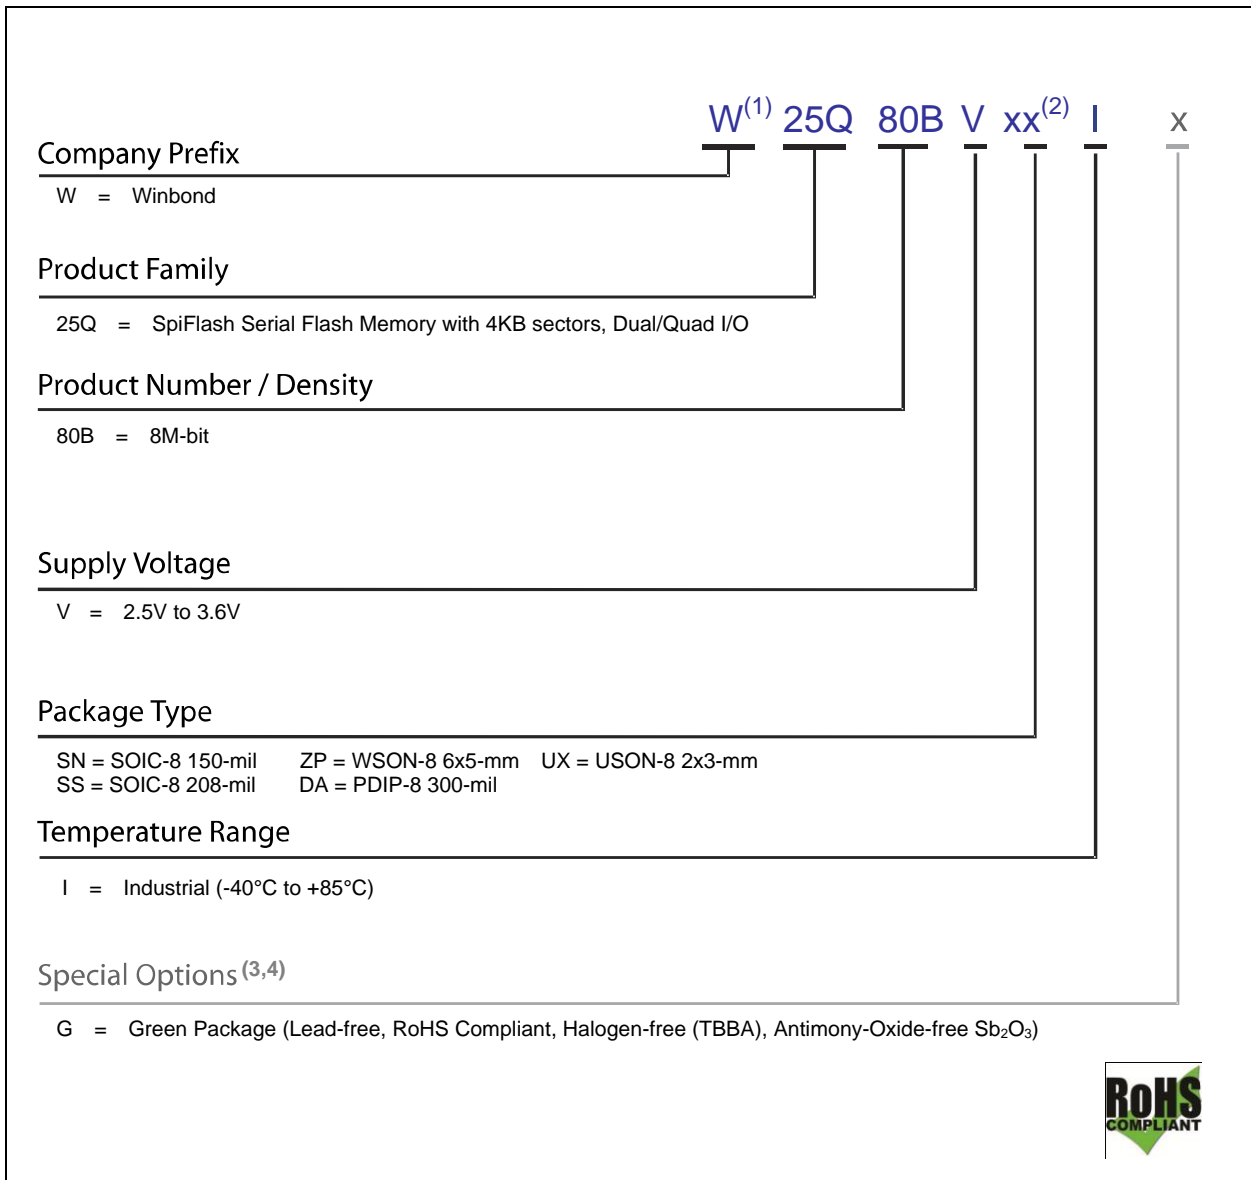 W(1) 25Q 80B V xx(2) I x
Company Prefix
W = Winbond
Product Family
25Q = SpiFlash Serial Flash Memory with 4KB sectors, Dual/Quad I/O
Product Number / Density
80B = 8M-bit
Supply Voltage
V = 2.5V to 3.6V
Package Type
SN = SOIC-8 150-mil ZP = WSON-8 6x5-mm UX = USON-8 2x3-mm
SS = SOIC-8 208-mil DA = PDIP-8 300-mil
Temperature Range
I = Industrial (-40°C to +85°C)
Special Options (3,4)
G = Green Package (Lead-free, RoHS Compliant, Halogen-free (TBBA), Antimony-Oxide-free Sb₂O₃)
RoHS
COMPLIANT